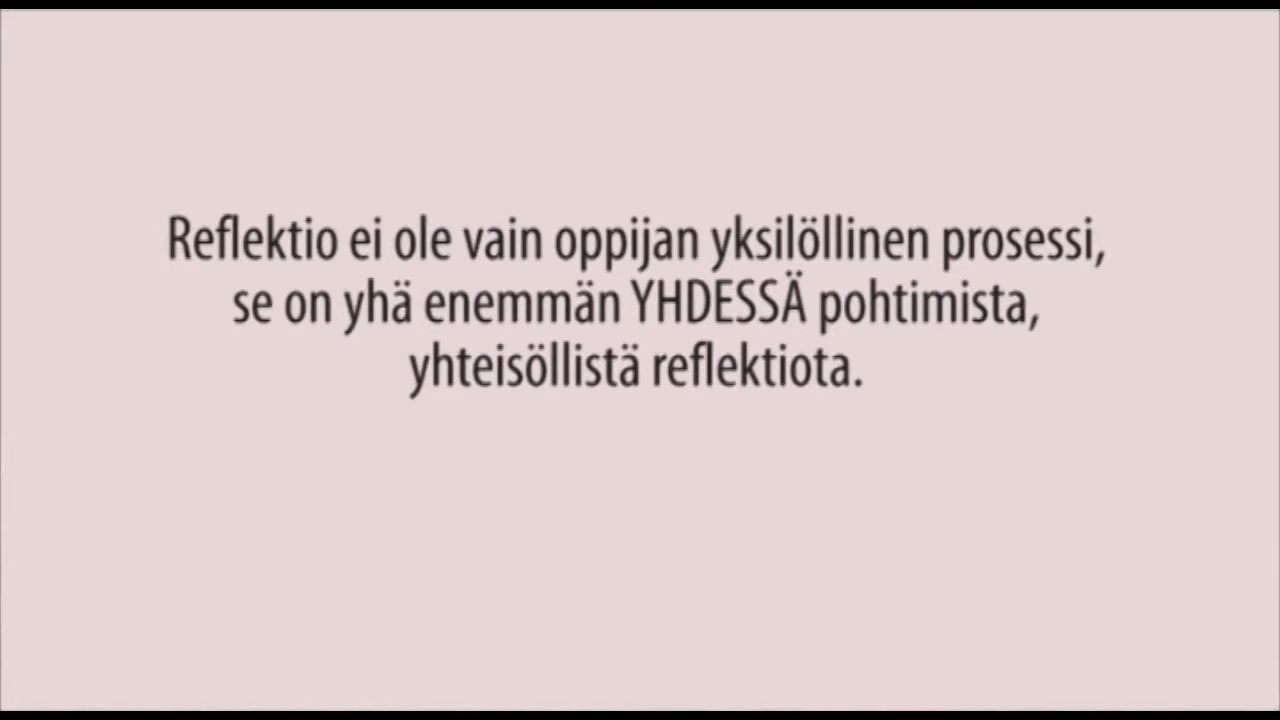 Reflektio ei ole vain oppijan yksilöllinen prosessi,
se on yhä enemmän YHDESSÄ pohtimista,
yhteisöllistä reflektiota.